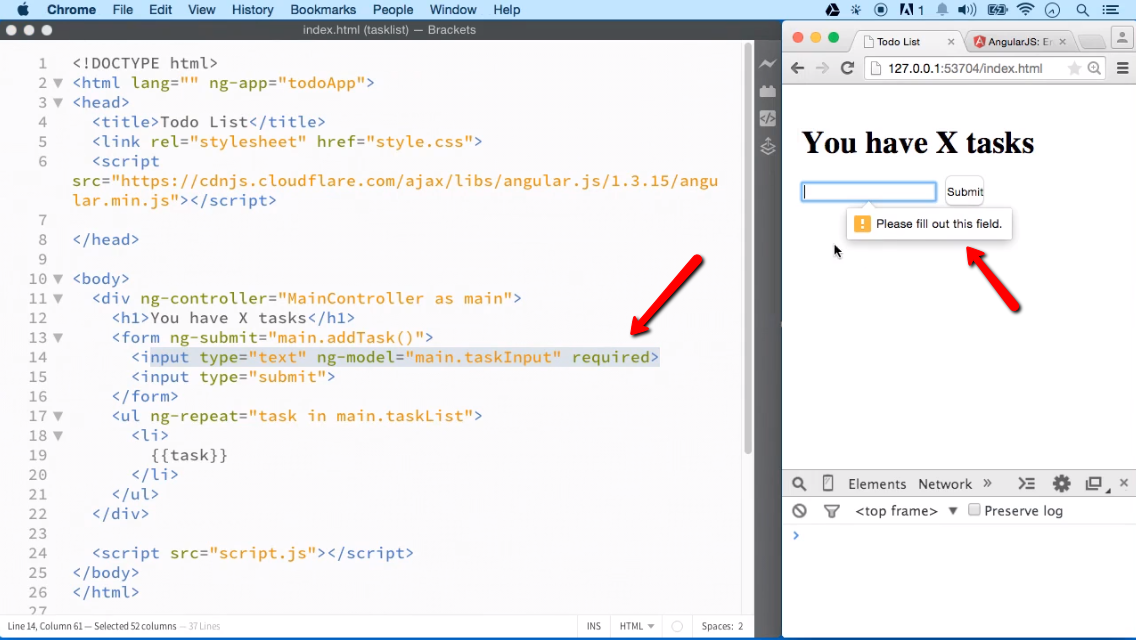 Chrome File Edit View History Bookmarks People Window Help 1
index.html (tasklist) — Brackets
1 <!DOCTYPE html>
2 <html lang="" ng-app="todoApp">
3 <head>
4 <title>Todo List</title>
5 <link rel="stylesheet" href="style.css">
6 <script
src="https://cdnjs.cloudflare.com/ajax/libs/angular.js/1.3.15/angu
lar.min.js"></script>
7
8 </head>
9
10 <body>
11 <div ng-controller="MainController as main">
12 <h1>You have X tasks</h1>
13 <form ng-submit="main.addTask()">
14 <input type="text" ng-model="main.taskInput" required>
15 <input type="submit">
16 </form>
17 <ul ng-repeat="task in main.taskList">
18 <li>
19 {{task}}
20 </li>
21 </ul>
22 </div>
23
24 <script src="script.js"></script>
25 </body>
26 </html>
27
Line 14, Column 61 — Selected 52 columns — 37 Lines
INS HTML Spaces: 2
Todo List × AngularJS: Er ×
127.0.0.1:53704/index.html
You have X tasks
Submit
! Please fill out this field.
Elements Network » ×
<top frame> Preserve log
>